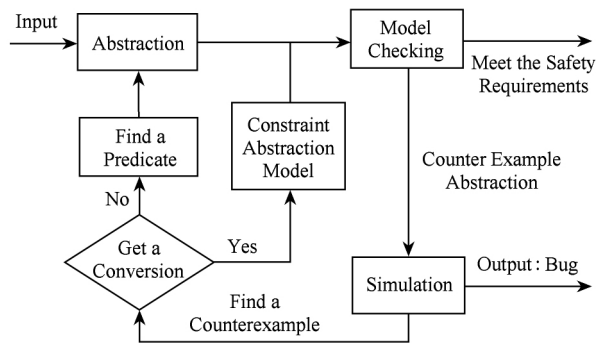 Input
Abstraction
Model
Checking
Meet the Safety
Requirements
Find a
Predicate
Constraint
Abstraction
Model
Counter Example
Abstraction
No
Get a
Conversion
Yes
Simulation
Output: Bug
Find a
Counterexample